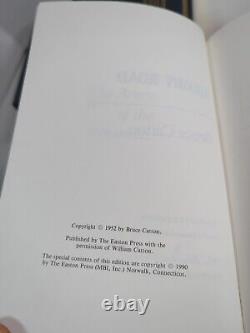 Copyright © 1952 by Bruce Catton.
Published by The Easton Press with the
permission of William Catton.
The special contents of this edition are copyright © 1990
by The Easton Press (MBI, Inc.) Norwalk, Connecticut.